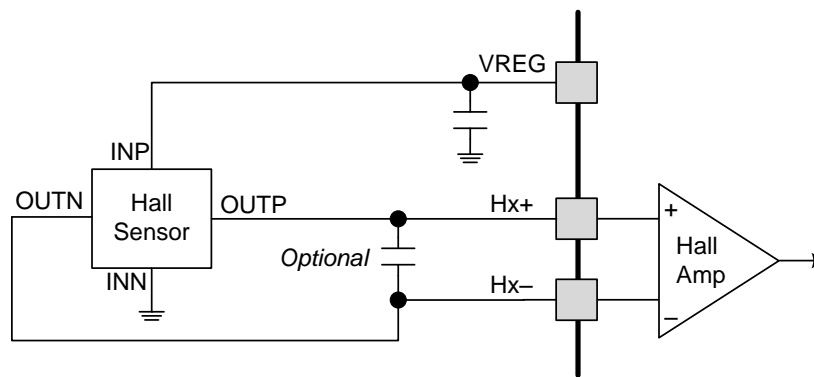 VREG
INP
OUTN
Hall
Sensor
OUTP
Hx+
+
Hall
Amp
Optional
INN
Hx–
–